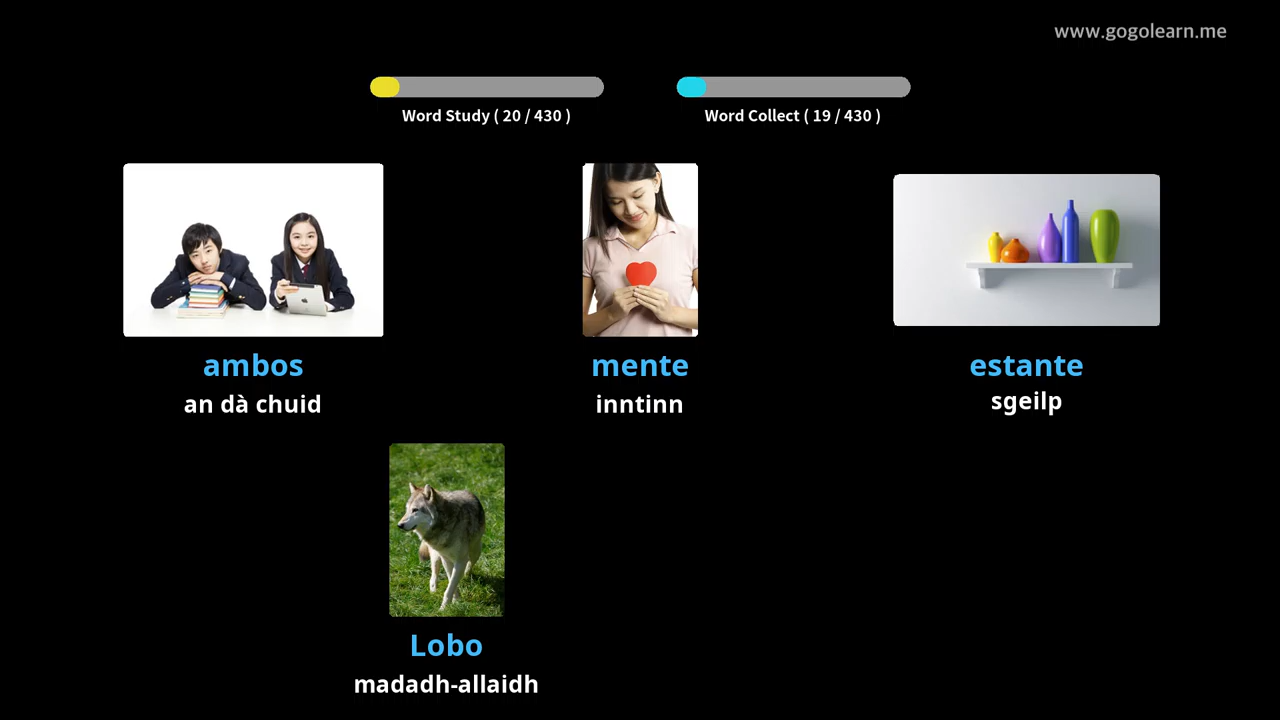 www.gogolearn.me
Word Study ( 20 / 430 )
Word Collect ( 19 / 430 )
ambos
an dà chuid
mente
inntinn
estante
sgeilp
Lobo
madadh-allaidh